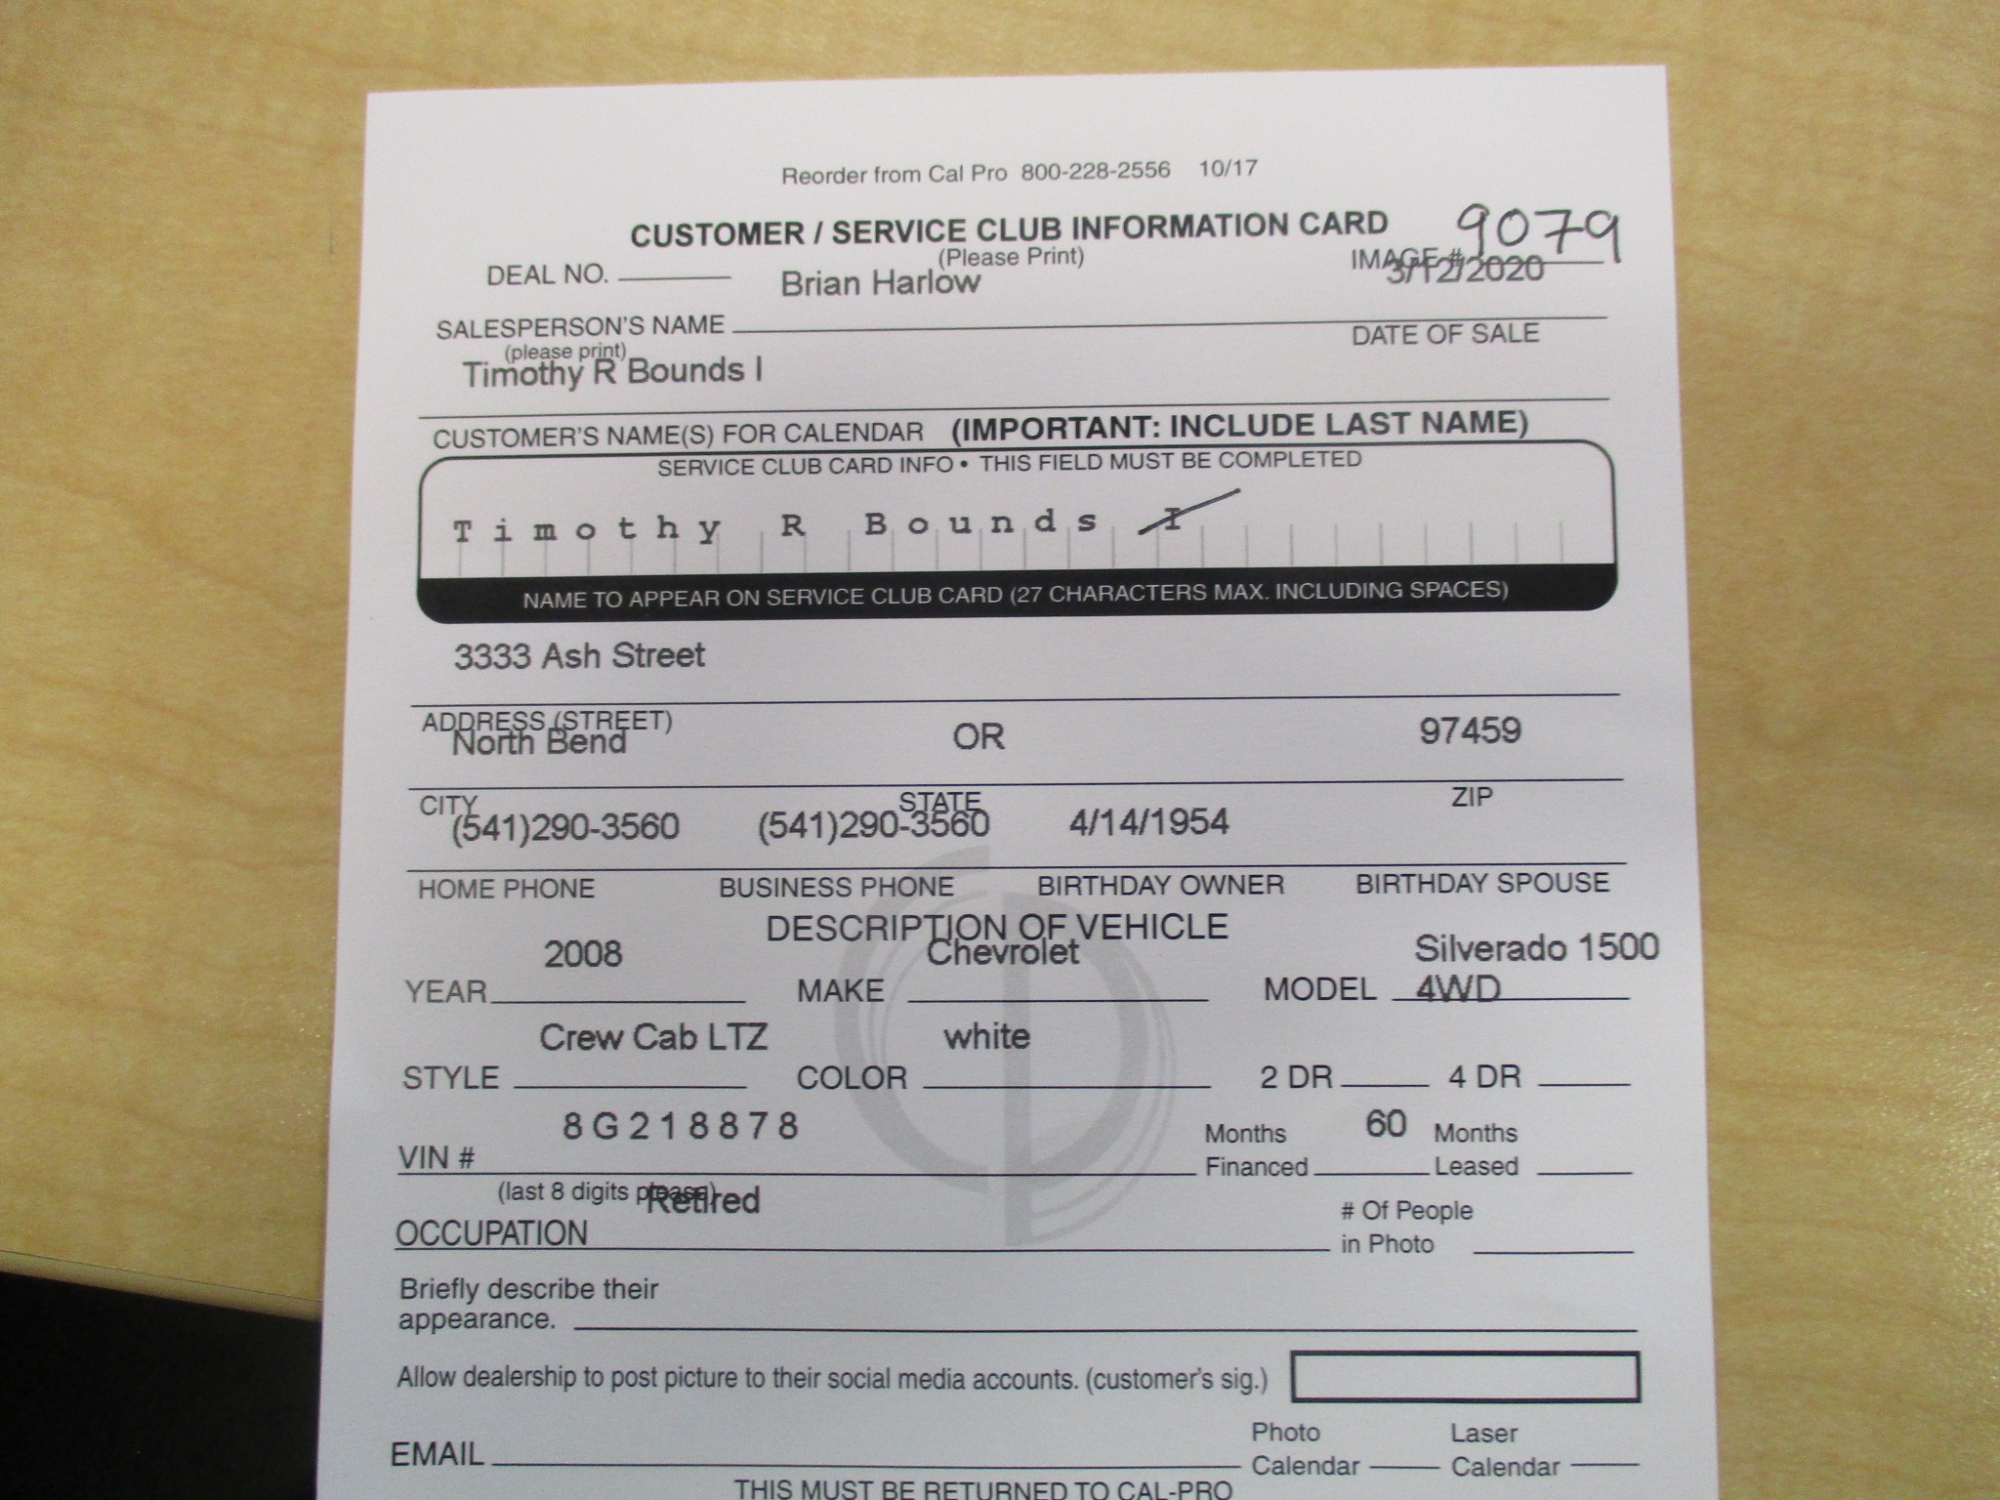 Reorder from Cal Pro 800-228-2556 10/17
CUSTOMER / SERVICE CLUB INFORMATION CARD 9079
(Please Print) IMAGE #
DEAL NO. Brian Harlow 3/12/2020
SALESPERSON'S NAME DATE OF SALE
(please print)
Timothy R Bounds I
CUSTOMER'S NAME(S) FOR CALENDAR (IMPORTANT: INCLUDE LAST NAME)
SERVICE CLUB CARD INFO • THIS FIELD MUST BE COMPLETED
Timothy R Bounds I
NAME TO APPEAR ON SERVICE CLUB CARD (27 CHARACTERS MAX. INCLUDING SPACES)
3333 Ash Street
ADDRESS (STREET)
North Bend OR 97459
CITY STATE ZIP
(541)290-3560 (541)290-3560 4/14/1954
HOME PHONE BUSINESS PHONE BIRTHDAY OWNER BIRTHDAY SPOUSE
DESCRIPTION OF VEHICLE
2008 Chevrolet Silverado 1500
YEAR MAKE MODEL 4WD
Crew Cab LTZ white
STYLE COLOR 2 DR 4 DR
8G218878 60
VIN # Months Financed Months Leased
(last 8 digits please) Retired
OCCUPATION # Of People in Photo
Briefly describe their
appearance.
Allow dealership to post picture to their social media accounts. (customer's sig.)
EMAIL Photo Calendar Laser Calendar
THIS MUST BE RETURNED TO CAL-PRO